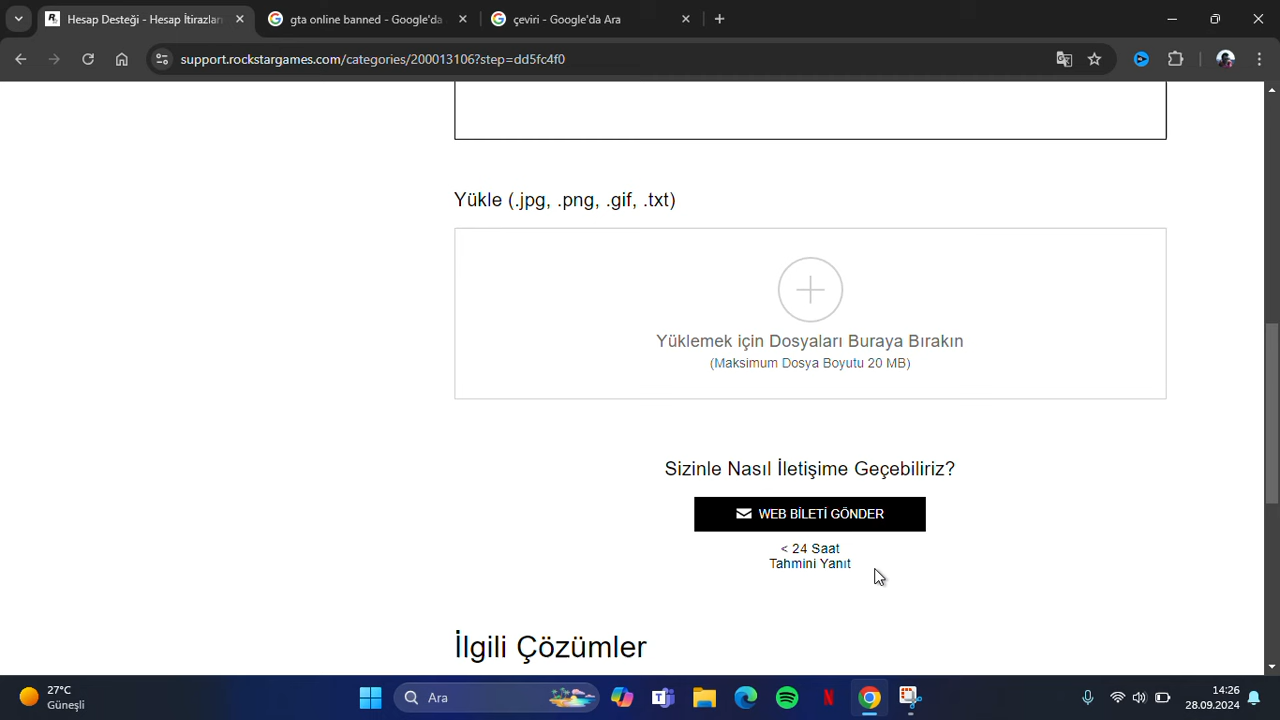 Hesap Desteği - Hesap İtirazları
gta online banned - Google'da
çeviri - Google'da Ara
support.rockstargames.com/categories/200013106?step=dd5fc4f0
Yükle (.jpg, .png, .gif, .txt)
Yüklemek için Dosyaları Buraya Bırakın
(Maksimum Dosya Boyutu 20 MB)
Sizinle Nasıl İletişime Geçebiliriz?
WEB BİLETİ GÖNDER
< 24 Saat
Tahmini Yanıt
İlgili Çözümler
27°C
Güneşli
Ara
14:26
28.09.2024